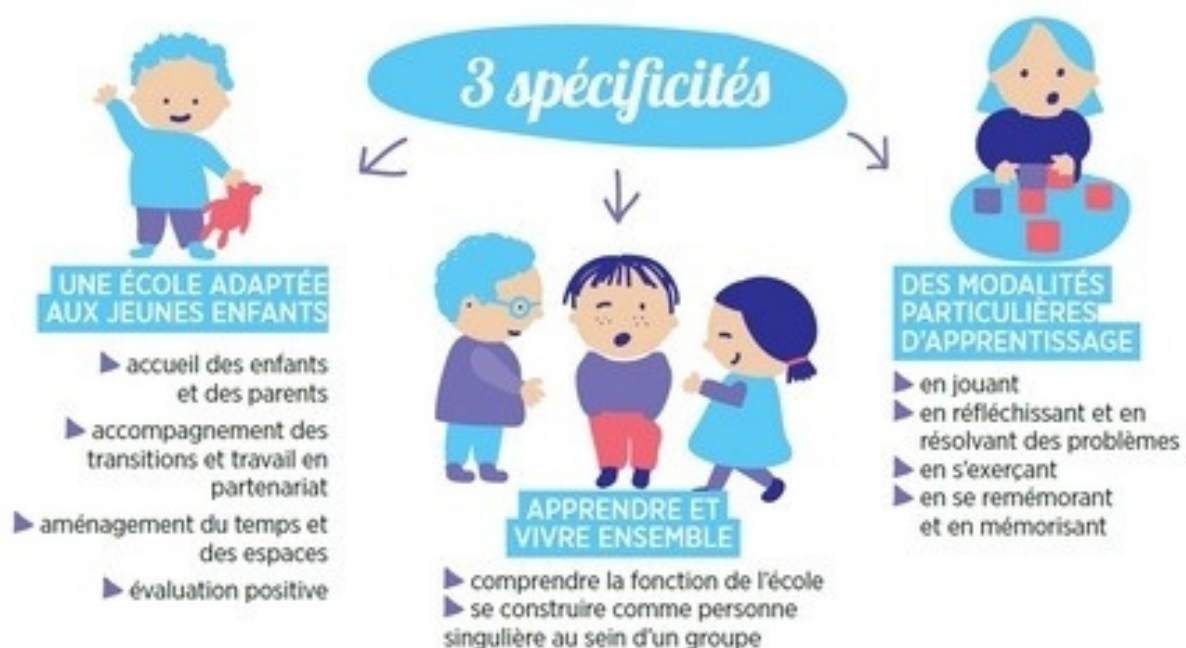 3 spécificités
UNE ÉCOLE ADAPTÉE
AUX JEUNES ENFANTS
▶ accueil des enfants
et des parents
▶ accompagnement des
transitions et travail en
partenariat
▶ aménagement du temps et
des espaces
▶ évaluation positive
APPRENDRE ET
VIVRE ENSEMBLE
▶ comprendre la fonction de l'école
▶ se construire comme personne
singulière au sein d'un groupe
DES MODALITÉS
PARTICULIÈRES
D'APPRENTISSAGE
▶ en jouant
▶ en réfléchissant et en
résolvant des problèmes
▶ en s'exerçant
▶ en se remémorant
et en mémorisant